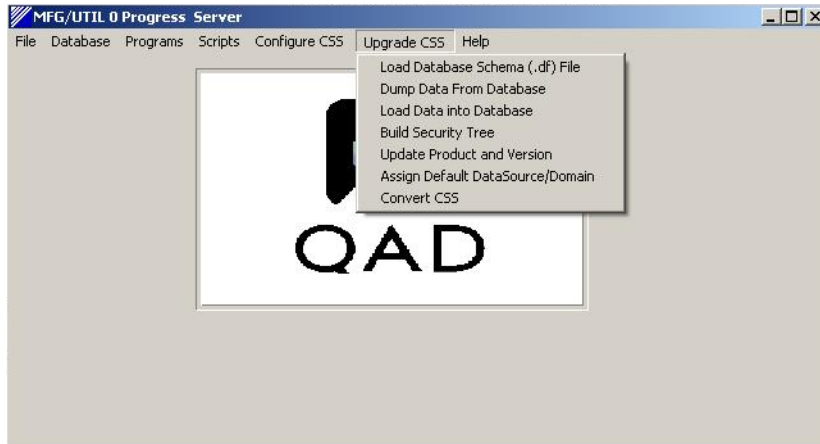 MFG/UTIL 0 Progress Server
File Database Programs Scripts Configure CSS Upgrade CSS Help
Load Database Schema (.df) File
Dump Data From Database
Load Data into Database
Build Security Tree
Update Product and Version
Assign Default DataSource/Domain
Convert CSS
QAD